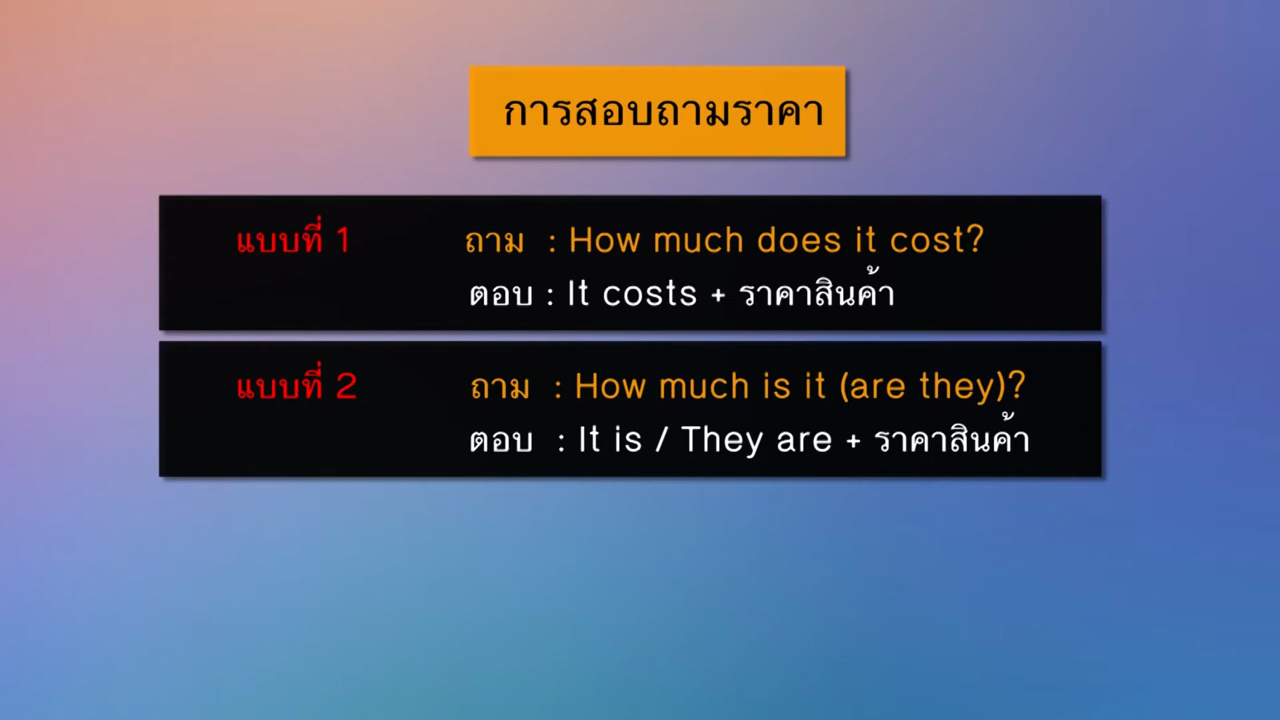 การสอบถามราคา
แบบที่ 1 ถาม : How much does it cost?
ตอบ : It costs + ราคาสินค้า
แบบที่ 2 ถาม : How much is it (are they)?
ตอบ : It is / They are + ราคาสินค้า